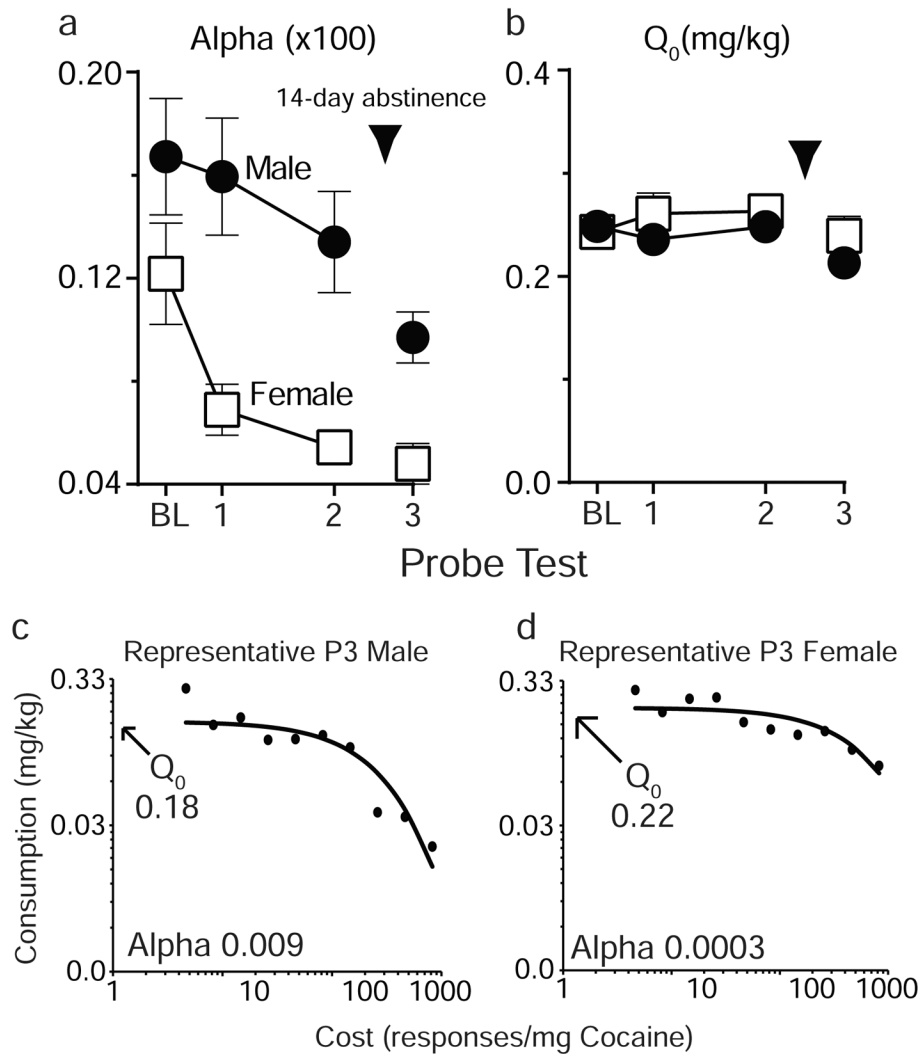 a
Alpha (x100)
0.20
0.12
0.04
14-day abstinence
Male
Female
BL 1 2 3
b
Q0(mg/kg)
0.4
0.2
0.0
BL 1 2 3
Probe Test
c
Representative P3 Male
Consumption (mg/kg)
0.33
0.03
0.0
Q0
0.18
Alpha 0.009
1 10 100 1000
d
Representative P3 Female
0.33
0.03
0.0
Q0
0.22
Alpha 0.0003
1 10 100 1000
Cost (responses/mg Cocaine)